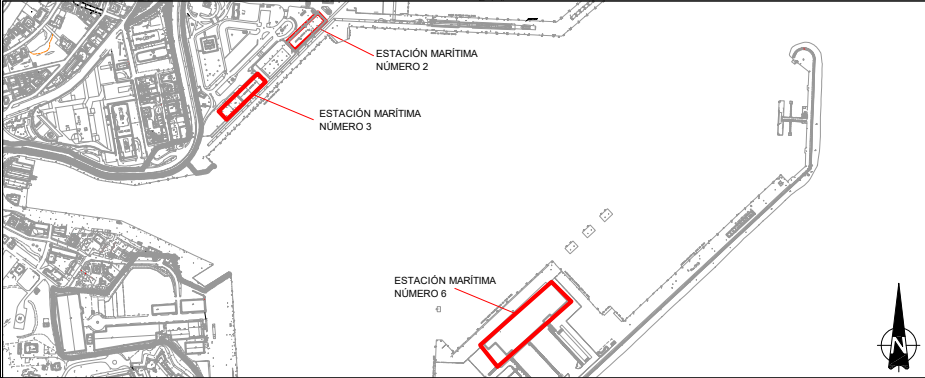 ESTACIÓN MARÍTIMA
NÚMERO 2
ESTACIÓN MARÍTIMA
NÚMERO 3
ESTACIÓN MARÍTIMA
NÚMERO 6
N